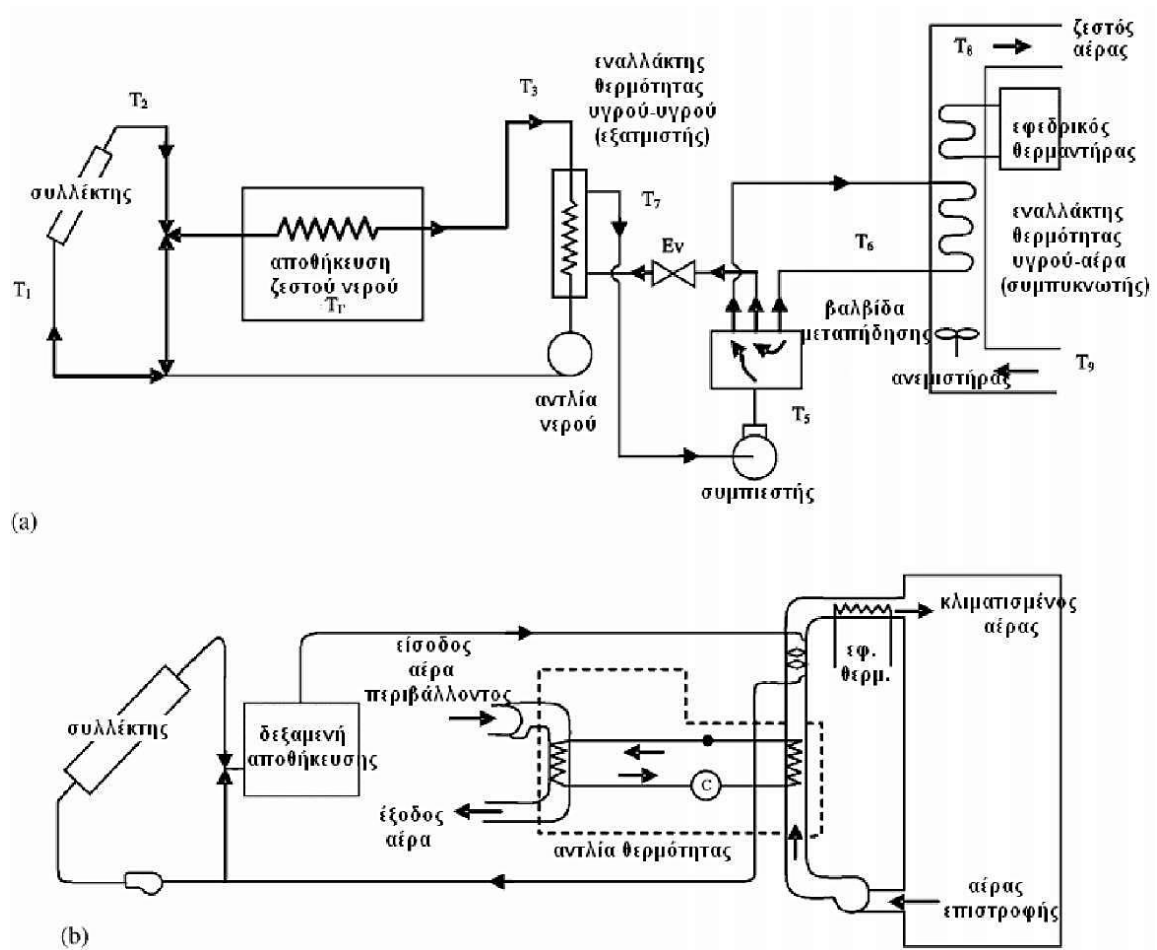 ζεστός
αέρας
T8
εναλλάκτης
θερμότητας
υγρού-υγρού
(εξατμιστής)
T3
T2
εφεδρικός
θερμαντήρας
συλλέκτης
T7
εναλλάκτης
θερμότητας
υγρού-αέρα
(συμπυκνωτής)
Ev
T6
αποθήκευση
ζεστού νερού
Tr
T1
βαλβίδα
μεταπήδησης
ανεμιστήρας
T9
αντλία
νερού
T5
συμπιεστής
(a)
κλιματισμένος
αέρας
είσοδος
αέρα
περιβάλλοντος
εφ.
θερμ.
συλλέκτης
δεξαμενή
αποθήκευσης
C
έξοδος
αέρα
αντλία θερμότητας
αέρας
επιστροφής
(b)